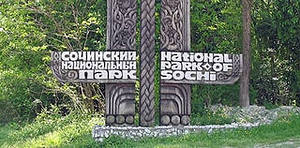 СОЧИНСКИЙ
НАЦИОНАЛЬНЫЙ
ПАРК
NATIONAL
PARK OF
SOCHI